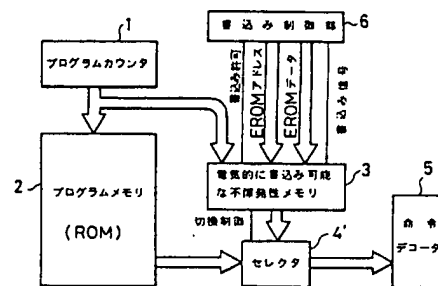 1
プログラムカウンタ
書込み制御部
6
書込み許可
EROMアドレス
EROMデータ
書込み信号
2
プログラムメモリ
(ROM)
電気的に書込み可能
な不揮発性メモリ
3
切換制御
セレクタ
4'
5
命令
デコータ